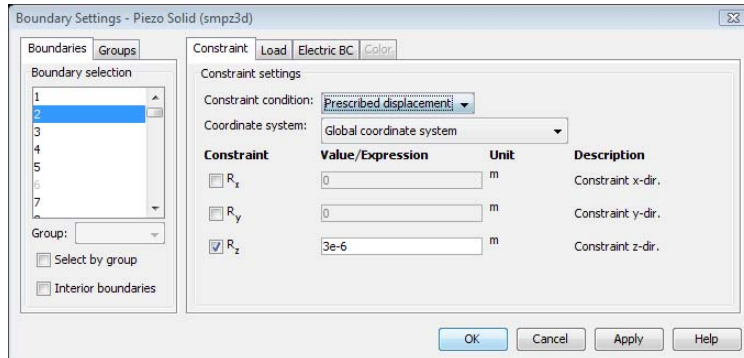 Boundary Settings - Piezo Solid (smpz3d)
Boundaries Groups
Boundary selection
1
2
3
4
5
6
7
Group:
Select by group
Interior boundaries
Constraint Load Electric BC Color
Constraint settings
Constraint condition: Prescribed displacement
Coordinate system: Global coordinate system
Constraint Value/Expression Unit Description
Rx 0 m Constraint x-dir.
Ry 0 m Constraint y-dir.
Rz 3e-6 m Constraint z-dir.
OK Cancel Apply Help